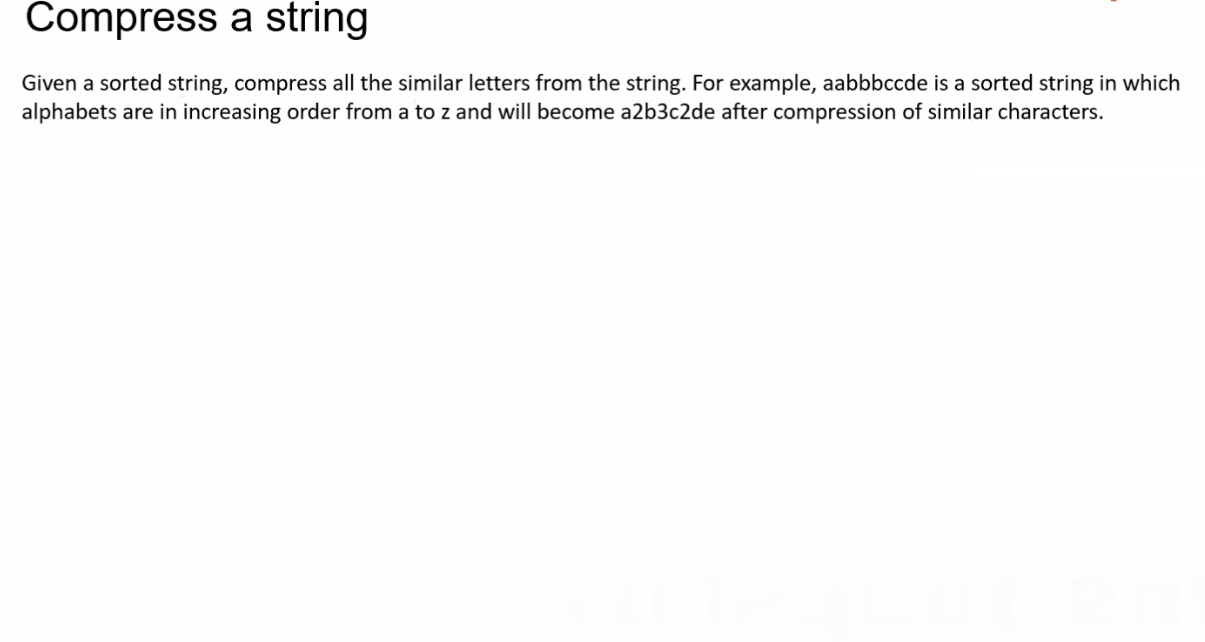 Compress a string
Given a sorted string, compress all the similar letters from the string. For example, aabbbccde is a sorted string in which
alphabets are in increasing order from a to z and will become a2b3c2de after compression of similar characters.
codequotient